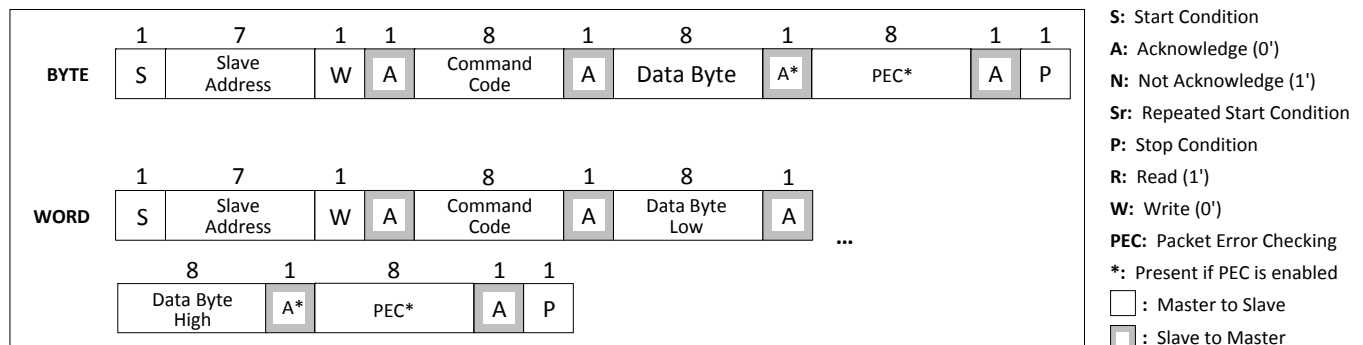 1 7 1 1 8 1 8 1 8 1 1
BYTE S Slave Address W A Command Code A Data Byte A* PEC* A P
1 7 1 8 1 8 1
WORD S Slave Address W A Command Code A Data Byte Low A ...
8 1 8 1 1
Data Byte High A* PEC* A P
S: Start Condition
A: Acknowledge (0')
N: Not Acknowledge (1')
Sr: Repeated Start Condition
P: Stop Condition
R: Read (1')
W: Write (0')
PEC: Packet Error Checking
*: Present if PEC is enabled
: Master to Slave
: Slave to Master